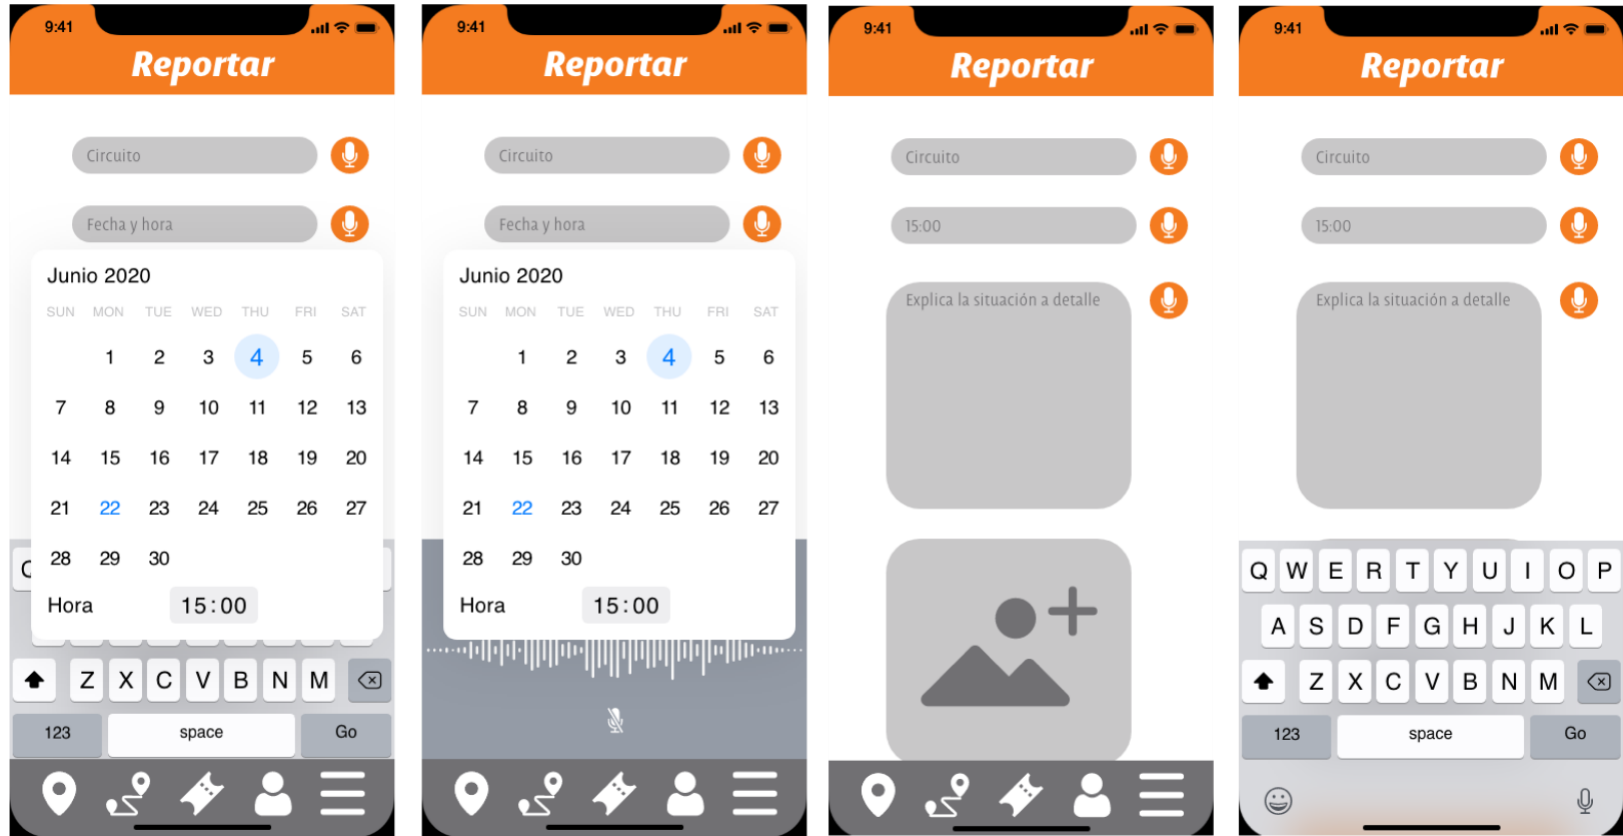 9:41
Reportar
Circuito
Fecha y hora
Junio 2020
SUN MON TUE WED THU FRI SAT
1 2 3 4 5 6
7 8 9 10 11 12 13
14 15 16 17 18 19 20
21 22 23 24 25 26 27
28 29 30
Hora 15:00
Z X C V B N M
123 space Go
9:41
Reportar
Circuito
Fecha y hora
Junio 2020
SUN MON TUE WED THU FRI SAT
1 2 3 4 5 6
7 8 9 10 11 12 13
14 15 16 17 18 19 20
21 22 23 24 25 26 27
28 29 30
Hora 15:00
9:41
Reportar
Circuito
15:00
Explica la situación a detalle
9:41
Reportar
Circuito
15:00
Explica la situación a detalle
Q W E R T Y U I O P
A S D F G H J K L
Z X C V B N M
123 space Go